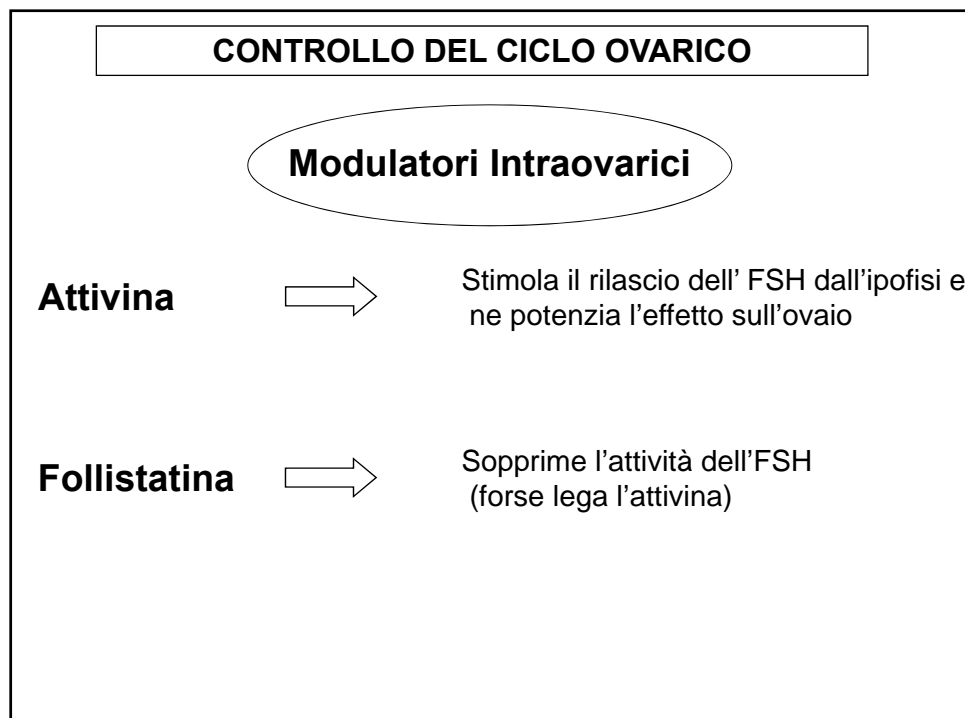 CONTROLLO DEL CICLO OVARICO
Modulatori Intraovarici
Attivina
Stimola il rilascio dell' FSH dall'ipofisi e
ne potenzia l'effetto sull'ovaio
Follistatina
Sopprime l'attività dell'FSH
(forse lega l'attivina)